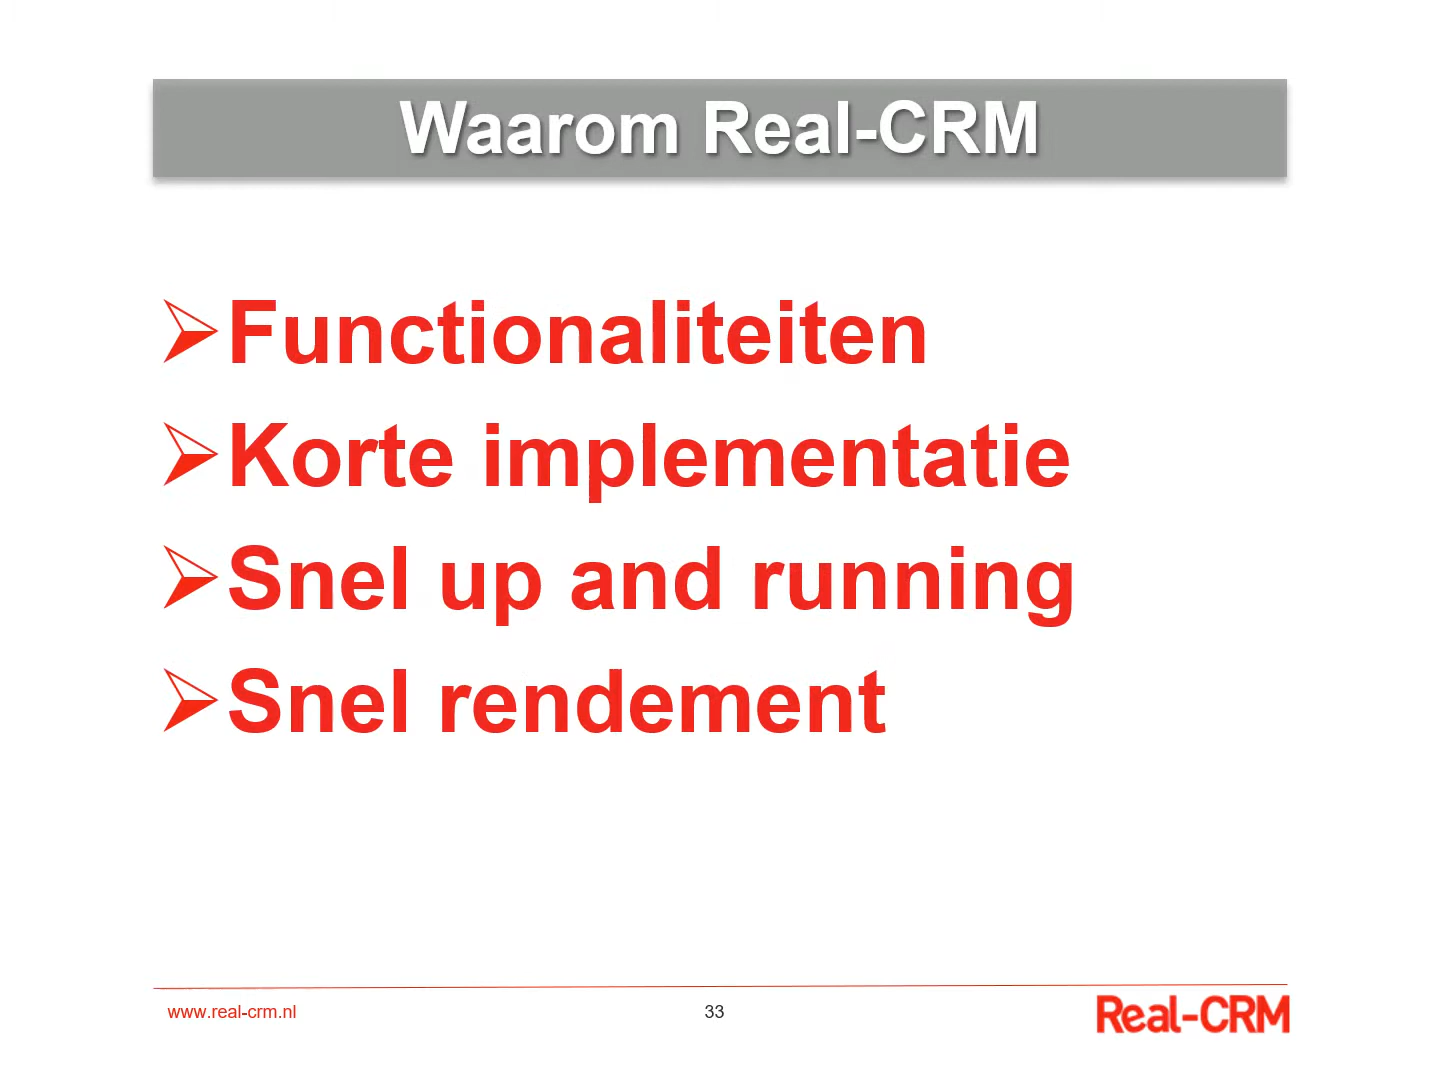 Waarom Real-CRM
Functionaliteiten
Korte implementatie
Snel up and running
Snel rendement
www.real-crm.nl
33
Real-CRM